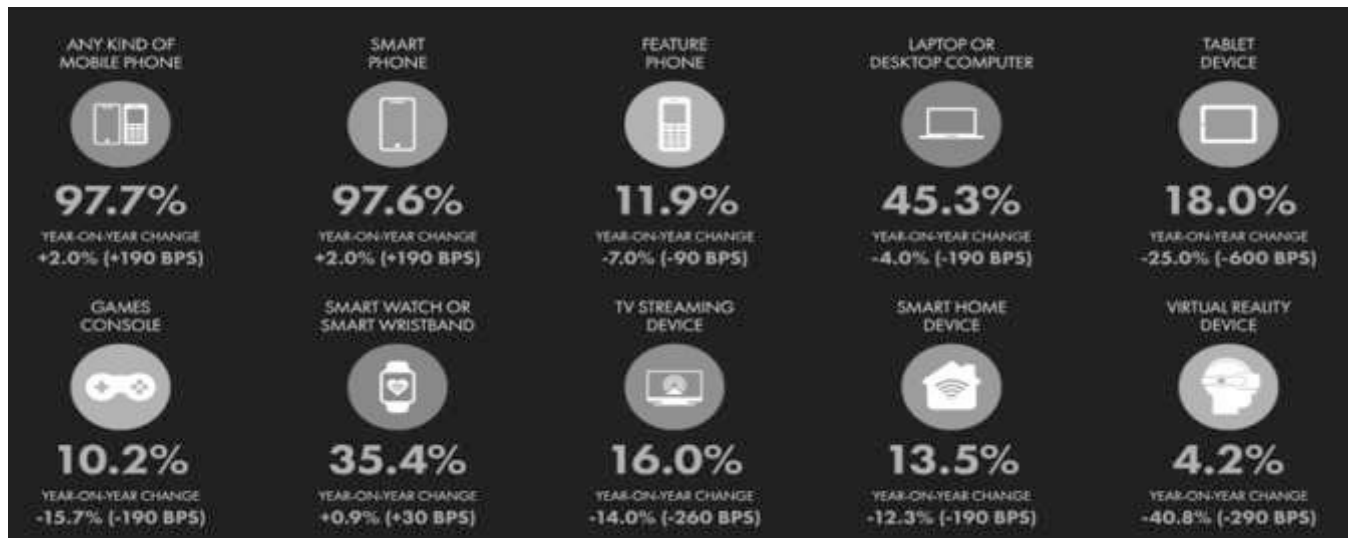 ANY KIND OF
MOBILE PHONE
97.7%
YEAR-ON-YEAR CHANGE
+2.0% (+190 BPS)
SMART
PHONE
97.6%
YEAR-ON-YEAR CHANGE
+2.0% (+190 BPS)
FEATURE
PHONE
11.9%
YEAR-ON-YEAR CHANGE
-7.0% (-90 BPS)
LAPTOP OR
DESKTOP COMPUTER
45.3%
YEAR-ON-YEAR CHANGE
-4.0% (-190 BPS)
TABLET
DEVICE
18.0%
YEAR-ON-YEAR CHANGE
-25.0% (-600 BPS)
GAMES
CONSOLE
10.2%
YEAR-ON-YEAR CHANGE
-15.7% (-190 BPS)
SMART WATCH OR
SMART WRISTBAND
35.4%
YEAR-ON-YEAR CHANGE
+0.9% (+30 BPS)
TV STREAMING
DEVICE
16.0%
YEAR-ON-YEAR CHANGE
-14.0% (-260 BPS)
SMART HOME
DEVICE
13.5%
YEAR-ON-YEAR CHANGE
-12.3% (-190 BPS)
VIRTUAL REALITY
DEVICE
4.2%
YEAR-ON-YEAR CHANGE
-40.8% (-290 BPS)